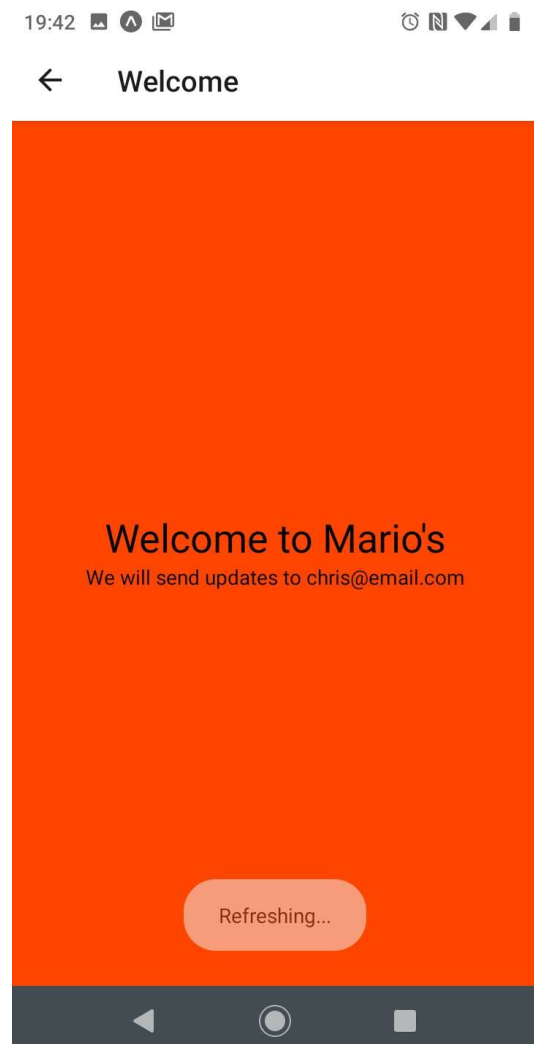 19:42
Welcome
Welcome to Mario's
We will send updates to chris@email.com
Refreshing...